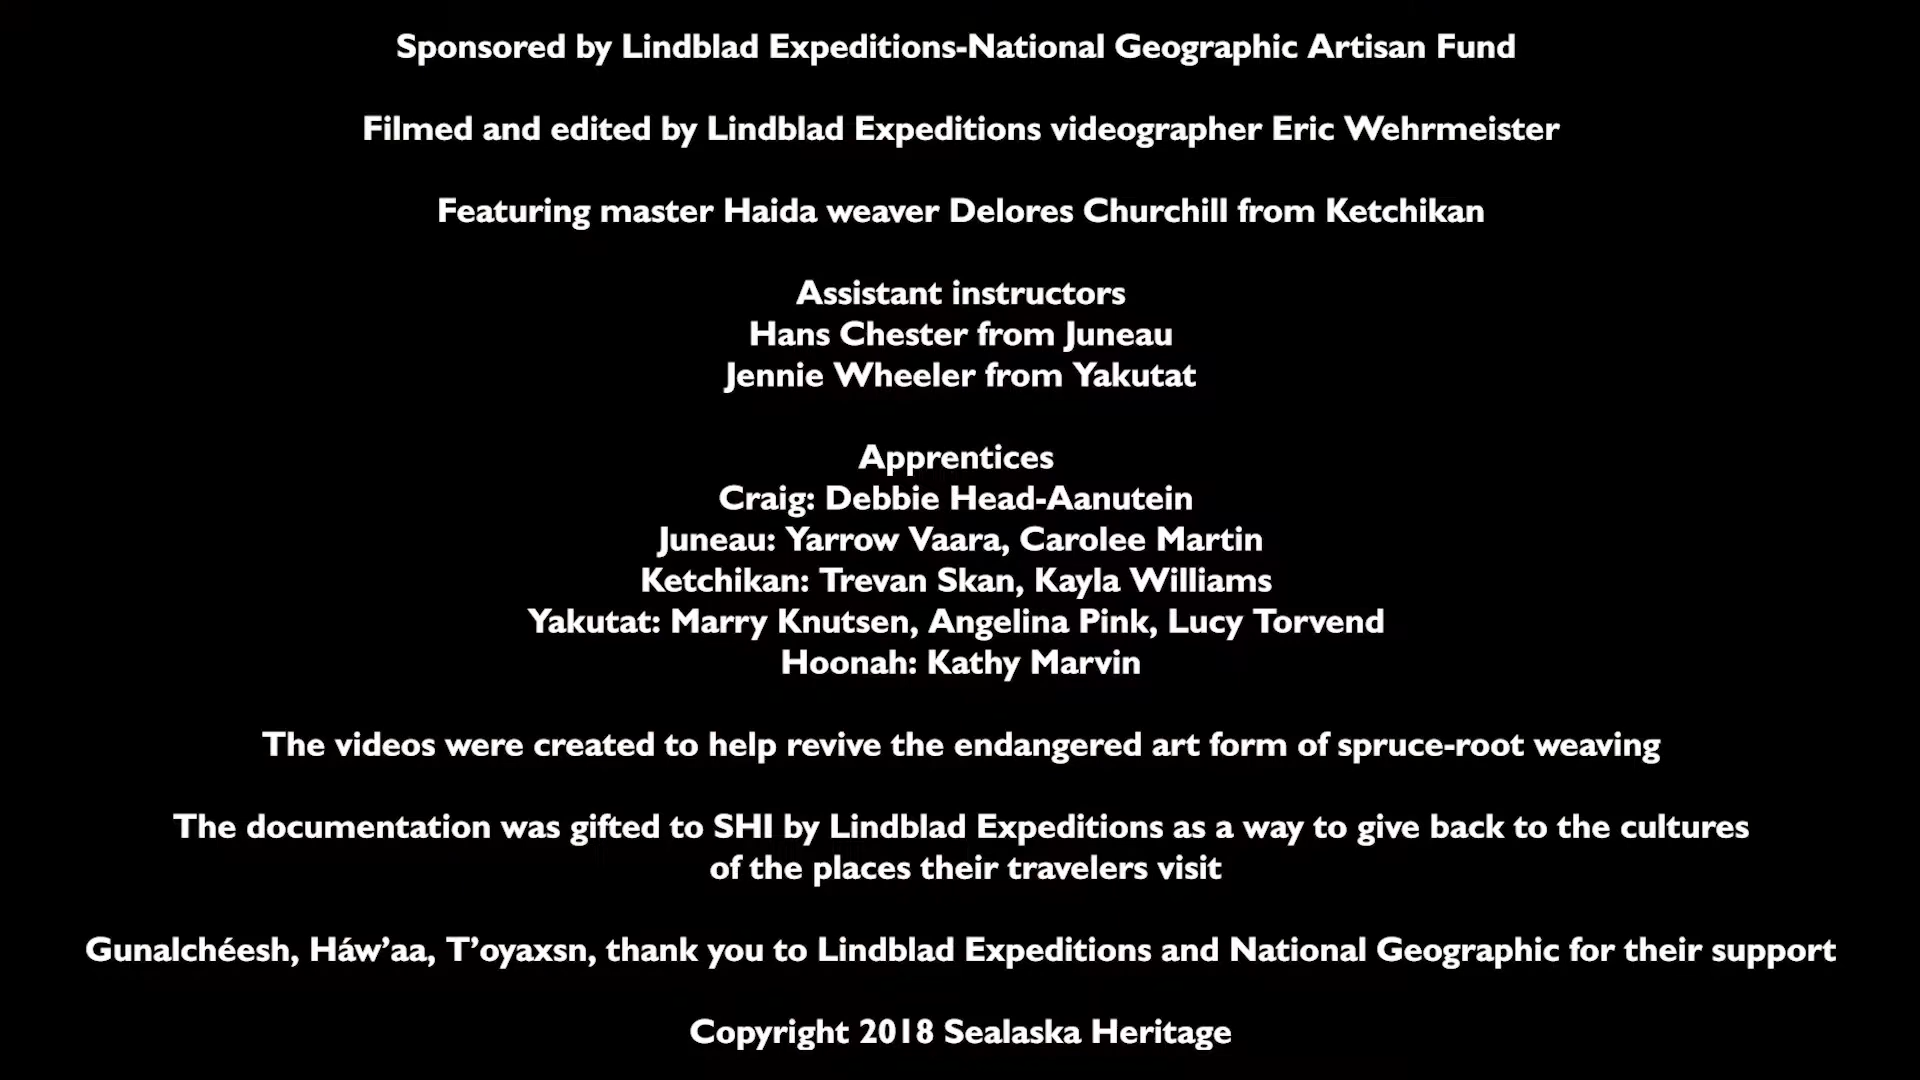 Sponsored by Lindblad Expeditions-National Geographic Artisan Fund
Filmed and edited by Lindblad Expeditions videographer Eric Wehrmeister
Featuring master Haida weaver Delores Churchill from Ketchikan
Assistant instructors
Hans Chester from Juneau
Jennie Wheeler from Yakutat
Apprentices
Craig: Debbie Head-Aanutein
Juneau: Yarrow Vaara, Carolee Martin
Ketchikan: Trevan Skan, Kayla Williams
Yakutat: Marry Knutsen, Angelina Pink, Lucy Torvend
Hoonah: Kathy Marvin
The videos were created to help revive the endangered art form of spruce-root weaving
The documentation was gifted to SHI by Lindblad Expeditions as a way to give back to the cultures
of the places their travelers visit
Gunalchéesh, Háw’aa, T’oyaxsn, thank you to Lindblad Expeditions and National Geographic for their support
Copyright 2018 Sealaska Heritage